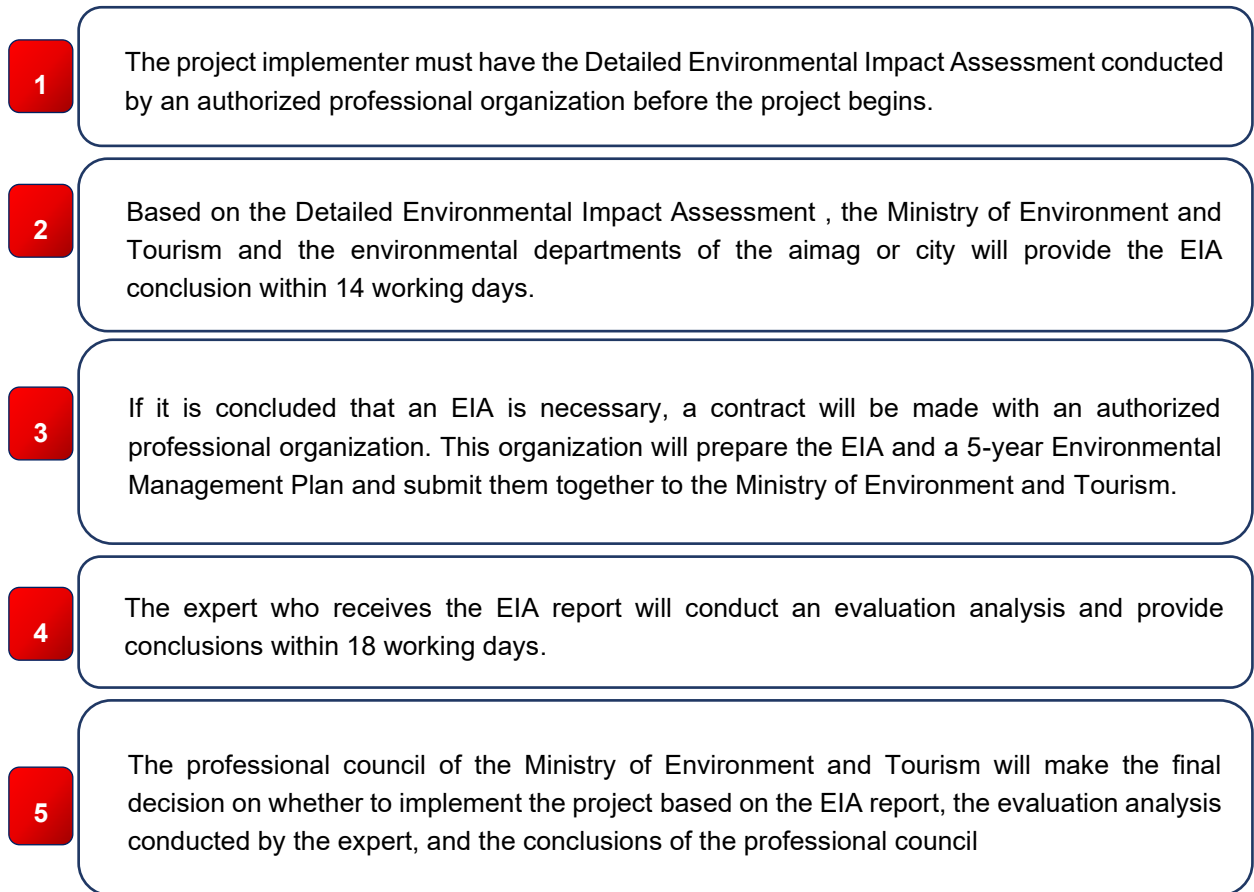 1
The project implementer must have the Detailed Environmental Impact Assessment conducted
by an authorized professional organization before the project begins.
2
Based on the Detailed Environmental Impact Assessment , the Ministry of Environment and
Tourism and the environmental departments of the aimag or city will provide the EIA
conclusion within 14 working days.
3
If it is concluded that an EIA is necessary, a contract will be made with an authorized
professional organization. This organization will prepare the EIA and a 5-year Environmental
Management Plan and submit them together to the Ministry of Environment and Tourism.
4
The expert who receives the EIA report will conduct an evaluation analysis and provide
conclusions within 18 working days.
5
The professional council of the Ministry of Environment and Tourism will make the final
decision on whether to implement the project based on the EIA report, the evaluation analysis
conducted by the expert, and the conclusions of the professional council